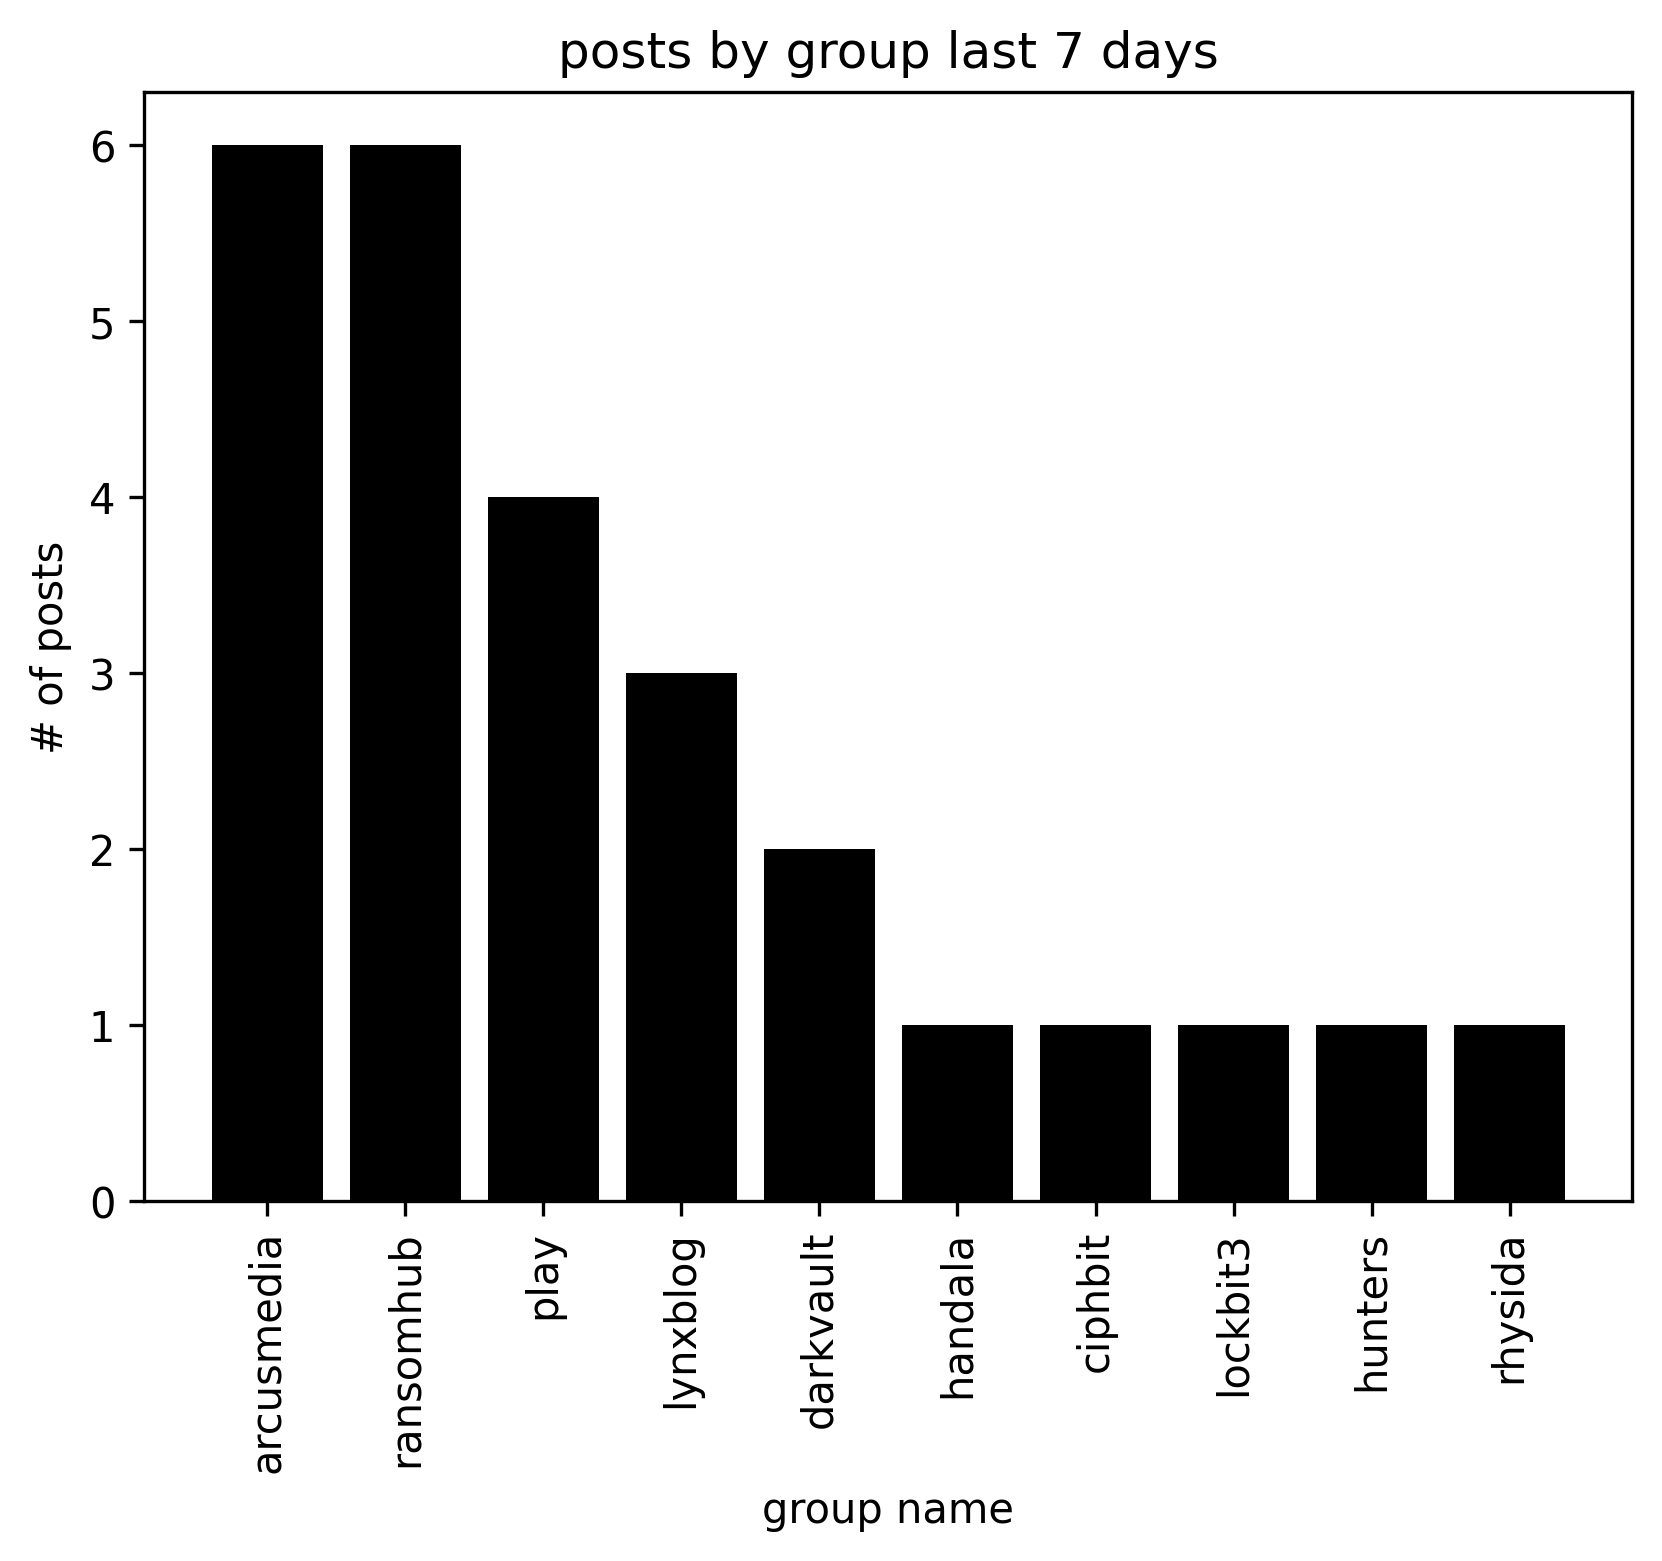 posts by group last 7 days
# of posts
6
5
4
3
2
1
0
arcusmedia
ransomhub
play
lynxblog
darkvault
handala
ciphbit
lockbit3
hunters
rhysida
group name